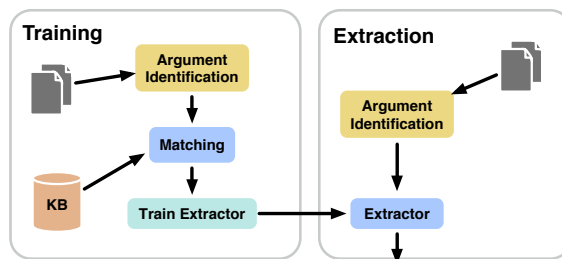 Training
Argument
Identification
Matching
KB
Train Extractor
Extraction
Argument
Identification
Extractor